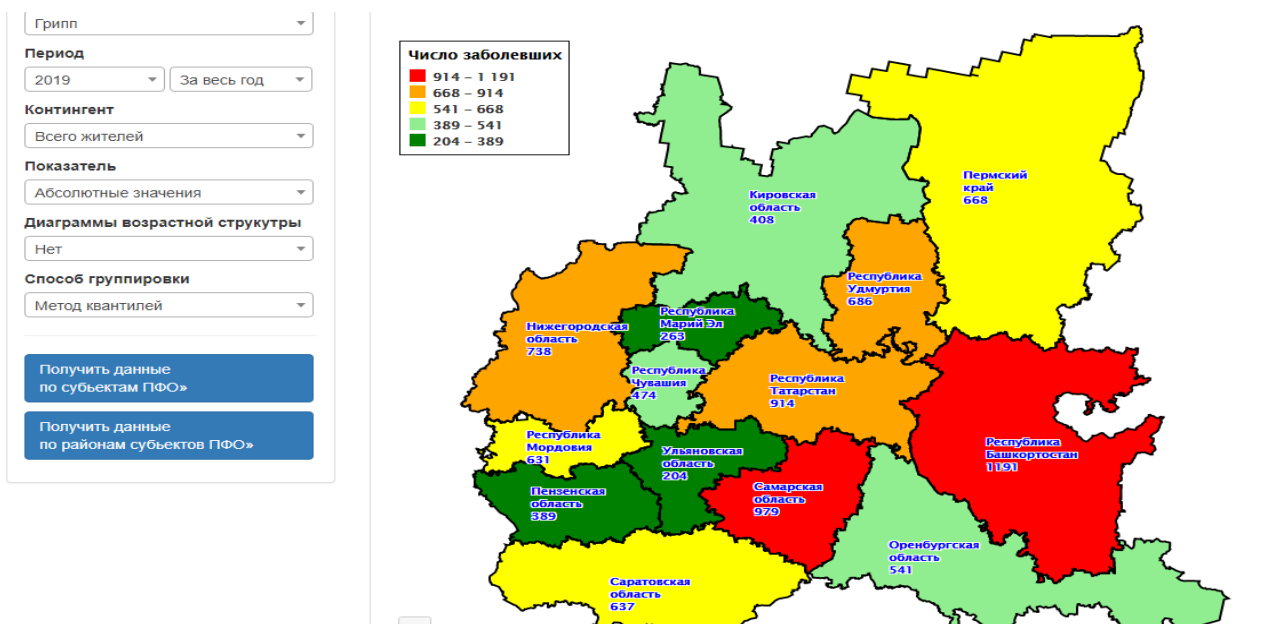 Грипп
Период
2019
За весь год
Контингент
Всего жителей
Показатель
Абсолютные значения
Диаграммы возрастной струкутры
Нет
Способ группировки
Метод квантилей
Получить данные
по субьектам ПФО»
Получить данные
по районам субьектов ПФО»
Число заболевших
914 – 1 191
668 – 914
541 – 668
389 – 541
204 – 389
Пермский
край
668
Кировская
область
408
Республика
Удмуртия
686
Республика
Марий Эл
263
Нижегородская
область
738
Республика
Чувашия
474
Республика
Татарстан
914
Республика
Мордовия
631
Республика
Башкортостан
1191
Ульяновская
область
204
Самарская
область
979
Пензенская
область
389
Оренбургская
область
541
Саратовская
область
637